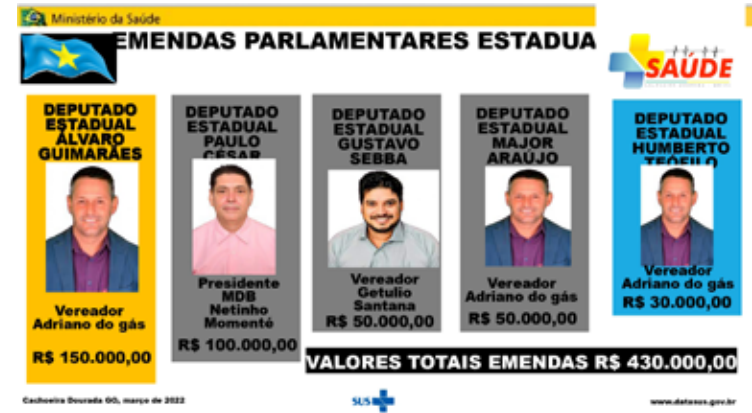 Ministério da Saúde
EMENDAS PARLAMENTARES ESTADUA
SAÚDE
DEPUTADO
ESTADUAL
ÁLVARO
GUIMARÃES
Vereador
Adriano do gás
R$ 150.000,00
DEPUTADO
ESTADUAL
PAULO
CÉSAR
Presidente
MDB
Netinho
Momenté
R$ 100.000,00
DEPUTADO
ESTADUAL
GUSTAVO
SEBBA
Vereador
Getulio
Santana
R$ 50.000,00
DEPUTADO
ESTADUAL
MAJOR
ARAÚJO
Vereador
Adriano do gás
R$ 50.000,00
DEPUTADO
ESTADUAL
HUMBERTO
TEÓFILO
Vereador
Adriano do gás
R$ 30.000,00
VALORES TOTAIS EMENDAS R$ 430.000,00
Cachoeira Dourada GO, março de 2022
SUS
www.datasus.gov.br